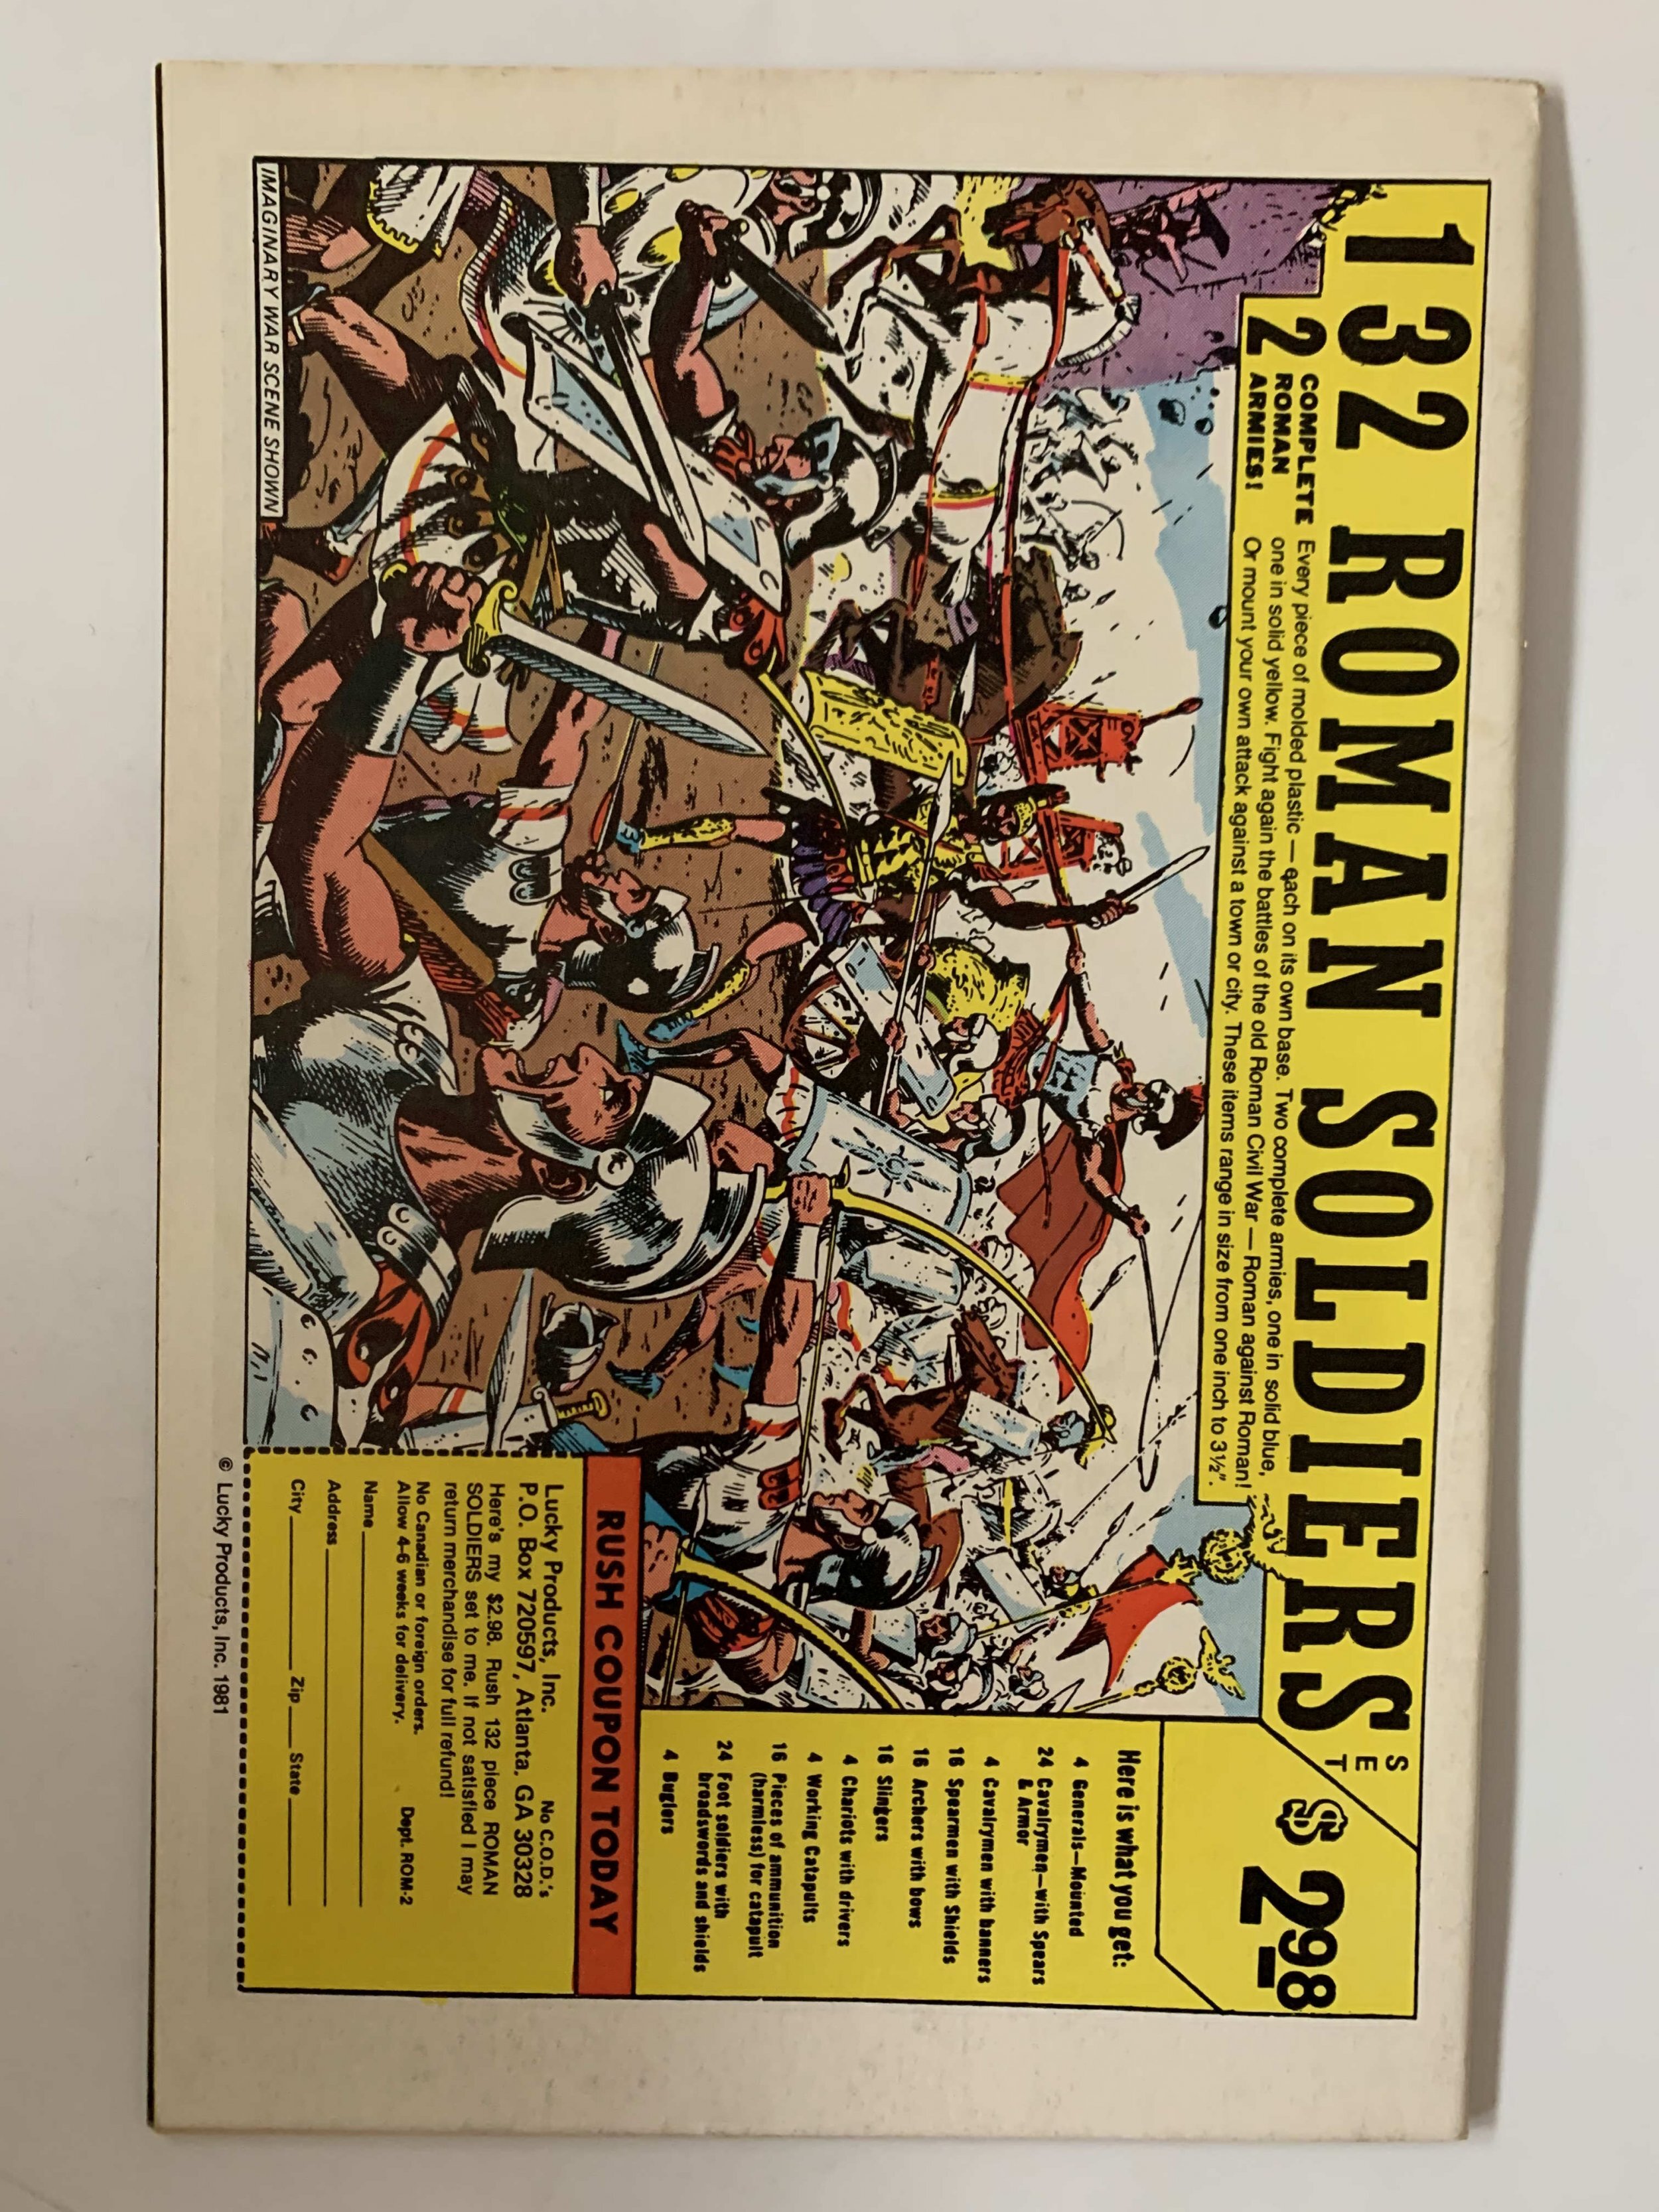 132 ROMAN SOLDIERS SET
$298
2 COMPLETE
ROMAN
ARMIES!
Every piece of molded plastic — each on its own base. Two complete armies, one in solid blue,
one in solid yellow. Fight again the battles of the old Roman Civil War — Roman against Roman!
Or mount your own attack against a town or city. These items range in size from one inch to 3½".
Here is what you get:
4 Generals—Mounted
24 Cavalrymen—with Spears
& Armor
4 Cavalrymen with banners
16 Spearmen with Shields
16 Archers with bows
16 Slingers
4 Chariots with drivers
4 Working Catapults
16 Pieces of ammunition
(harmless) for catapult
24 Foot soldiers with
broadswords and shields
4 Buglers
IMAGINARY WAR SCENE SHOWN
RUSH COUPON TODAY
Lucky Products, Inc. No C.O.D.'s
P.O. Box 720597, Atlanta, GA 30328
Here's my $2.98. Rush 132 piece ROMAN
SOLDIERS set to me. If not satisfied I may
return merchandise for full refund!
No Canadian or foreign orders.
Allow 4-6 weeks for delivery. Dept. ROM-2
Name
Address
City Zip State
© Lucky Products, Inc. 1981